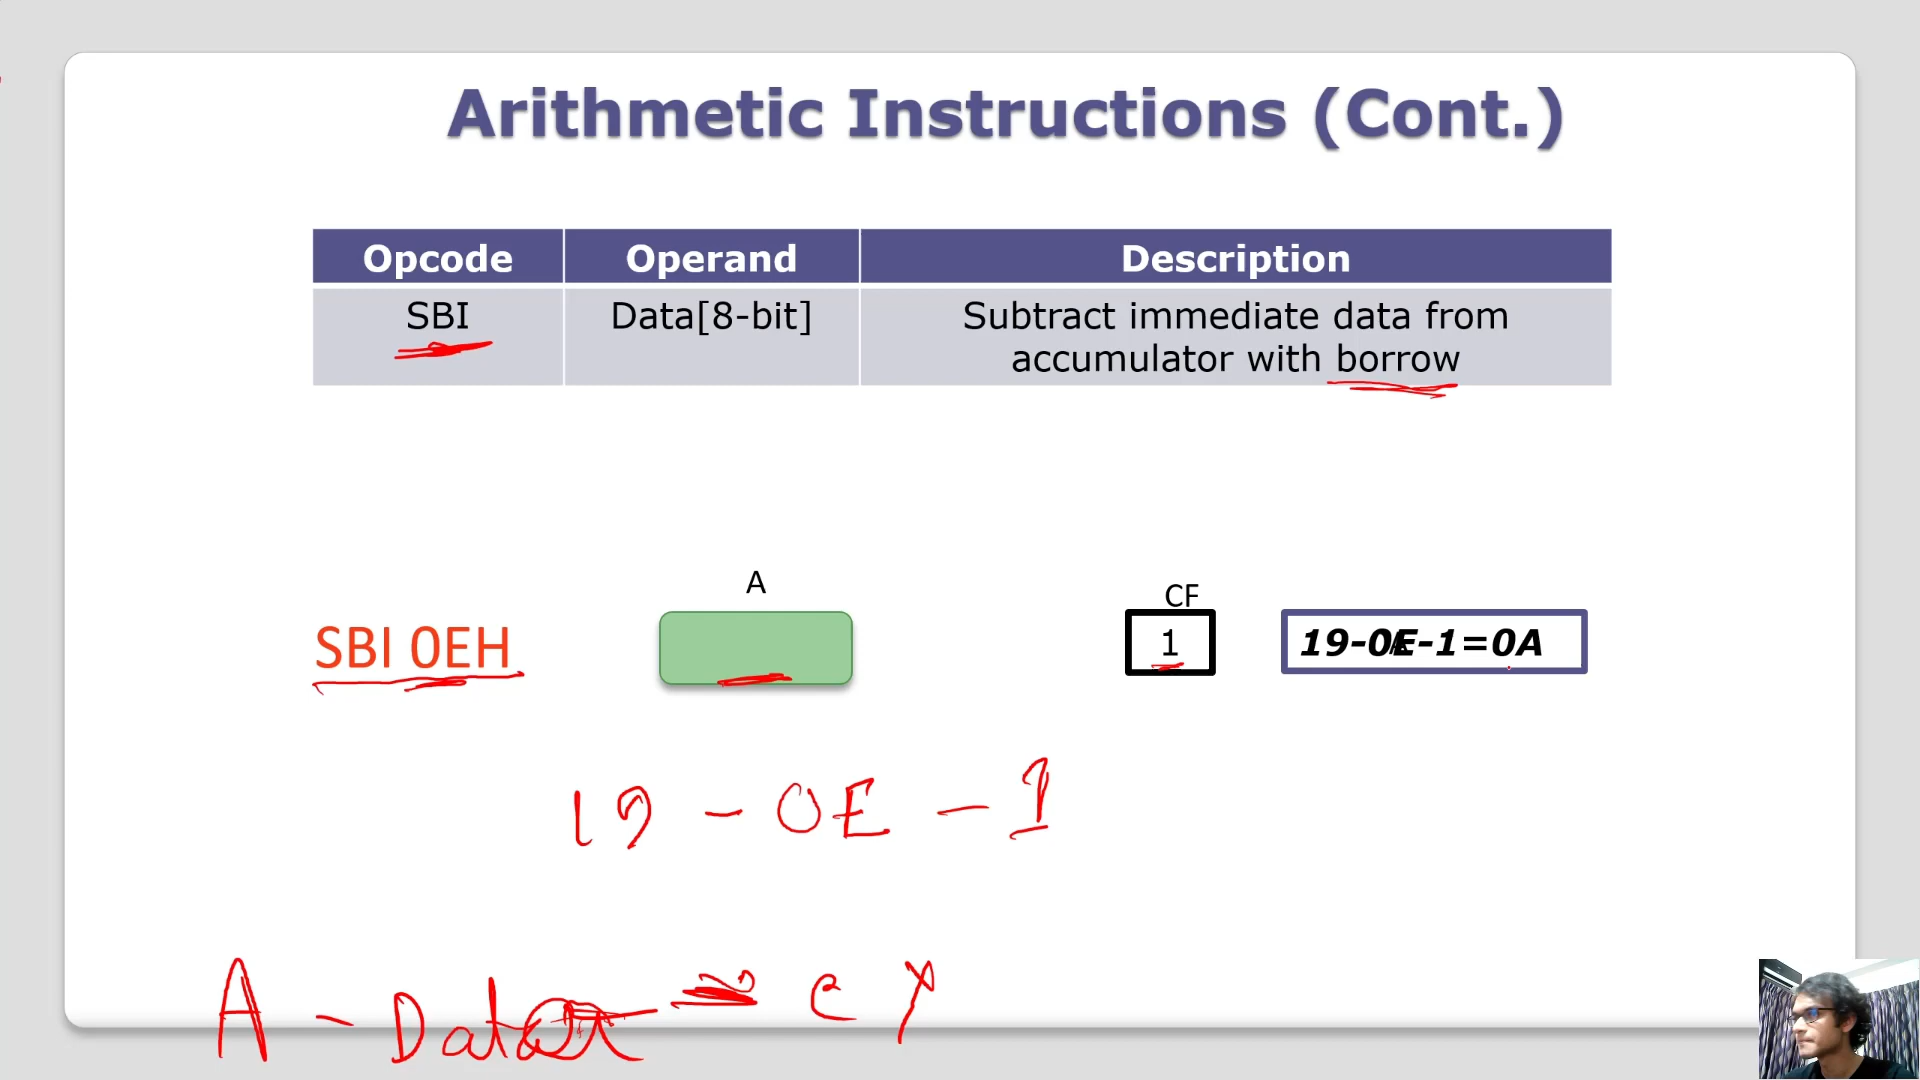 Arithmetic Instructions (Cont.)
Opcode Operand Description
SBI Data[8-bit] Subtract immediate data from
accumulator with borrow
A
CF
SBI 0EH 1 19-0E-1=0A
19 - 0E - 1
A - Data - cy